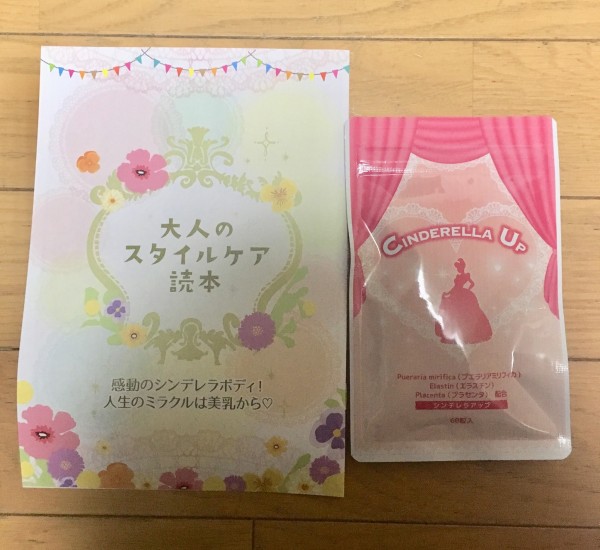 大人の
スタイルケア
読本
感動のシンデレラボディ!
人生のミラクルは美乳から♡
CINDERELLA UP
Pueraria mirifica(プエラリアミリフィカ)
Elastin(エラスチン)
Placenta(プラセンタ) 配合
シンデレラアップ